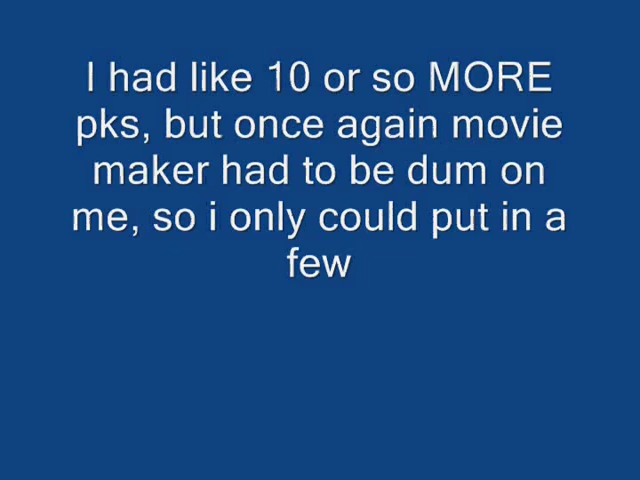 I had like 10 or so MORE
pks, but once again movie
maker had to be dum on
me, so i only could put in a
few